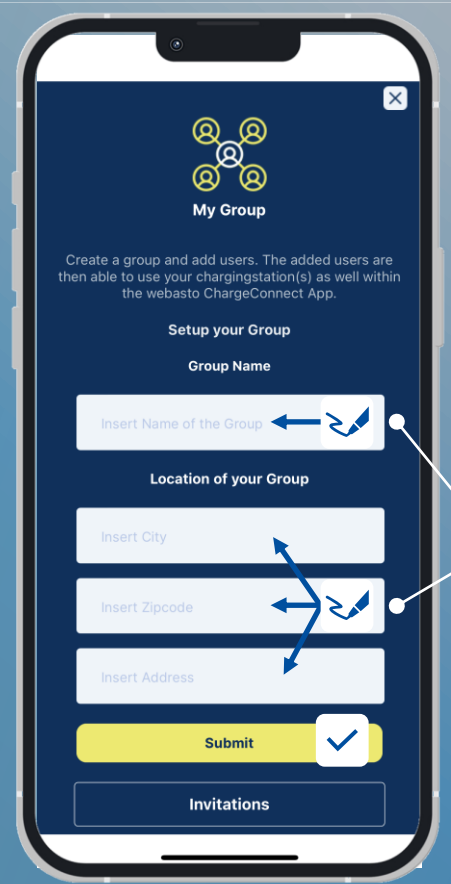 My Group
Create a group and add users. The added users are
then able to use your chargingstation(s) as well within
the webasto ChargeConnect App.
Setup your Group
Group Name
Insert Name of the Group
Location of your Group
Insert City
Insert Zipcode
Insert Address
Submit
Invitations